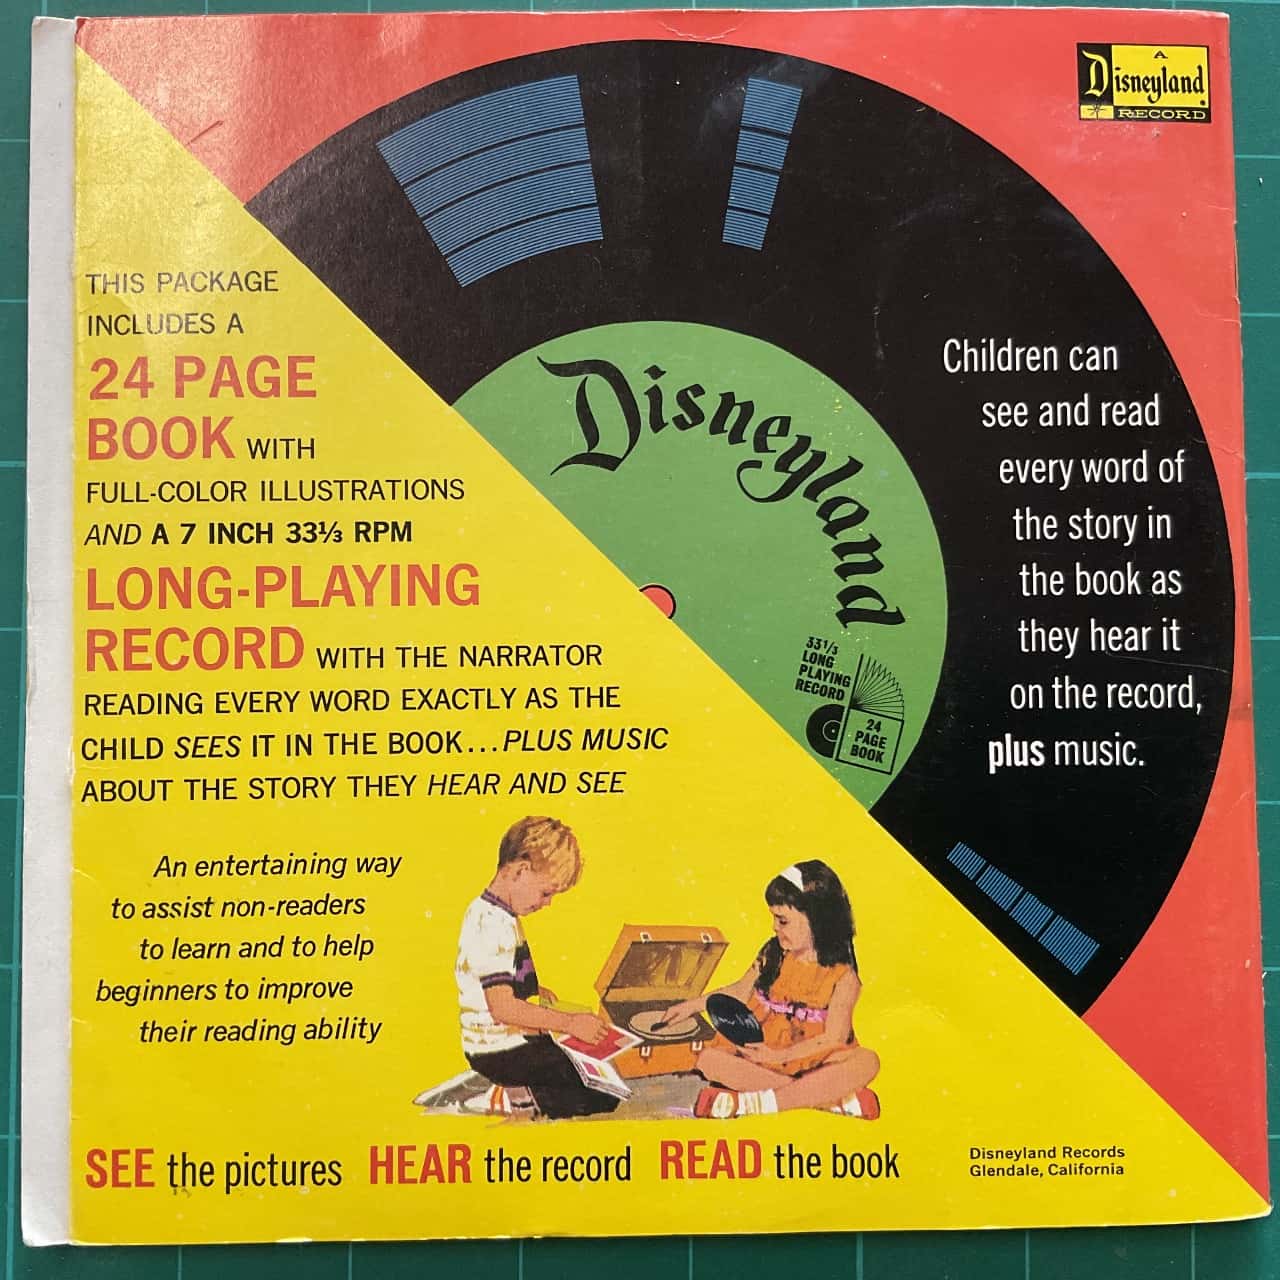 A
Disneyland
RECORD
THIS PACKAGE
INCLUDES A
24 PAGE
BOOK WITH
FULL-COLOR ILLUSTRATIONS
AND A 7 INCH 33⅓ RPM
LONG-PLAYING
RECORD WITH THE NARRATOR
READING EVERY WORD EXACTLY AS THE
CHILD SEES IT IN THE BOOK...PLUS MUSIC
ABOUT THE STORY THEY HEAR AND SEE
An entertaining way
to assist non-readers
to learn and to help
beginners to improve
their reading ability
Disneyland
33⅓
LONG
PLAYING
RECORD
24
PAGE
BOOK
Children can
see and read
every word of
the story in
the book as
they hear it
on the record,
plus music.
SEE the pictures HEAR the record READ the book
Disneyland Records
Glendale, California